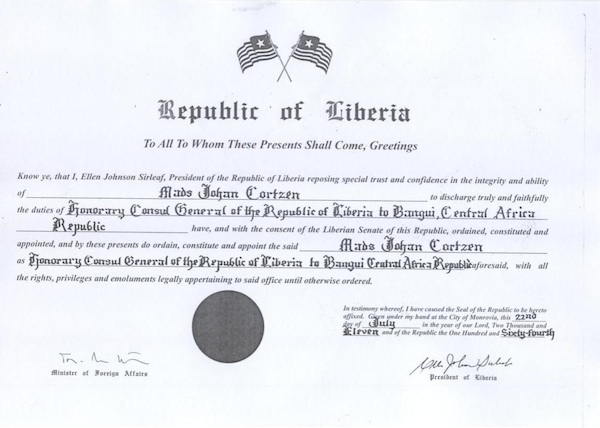 Republic of Liberia
To All To Whom These Presents Shall Come, Greetings
Know ye, that I, Ellen Johnson Sirleaf, President of the Republic of Liberia reposing special trust and confidence in the integrity and ability
of Mads Johan Cortzen to discharge truly and faithfully
the duties of Honorary Consul General of the Republic of Liberia to Bangui, Central Africa
Republic have, and with the consent of the Liberian Senate of this Republic, ordained, constituted and
appointed, and by these presents do ordain, constitute and appoint the said Mads Johan Cortzen
as Honorary Consul General of the Republic of Liberia to Bangui Central Africa Republic aforesaid, with all
the rights, privileges and emoluments legally appertaining to said office until otherwise ordered.
In testimony whereof, I have caused the Seal of the Republic to be hereto
affixed. Given under my hand at the City of Monrovia, this 22nd
day of July in the year of our Lord, Two Thousand and
Eleven and of the Republic the One Hundred and Sixty-fourth
Minister of Foreign Affairs
President of Liberia